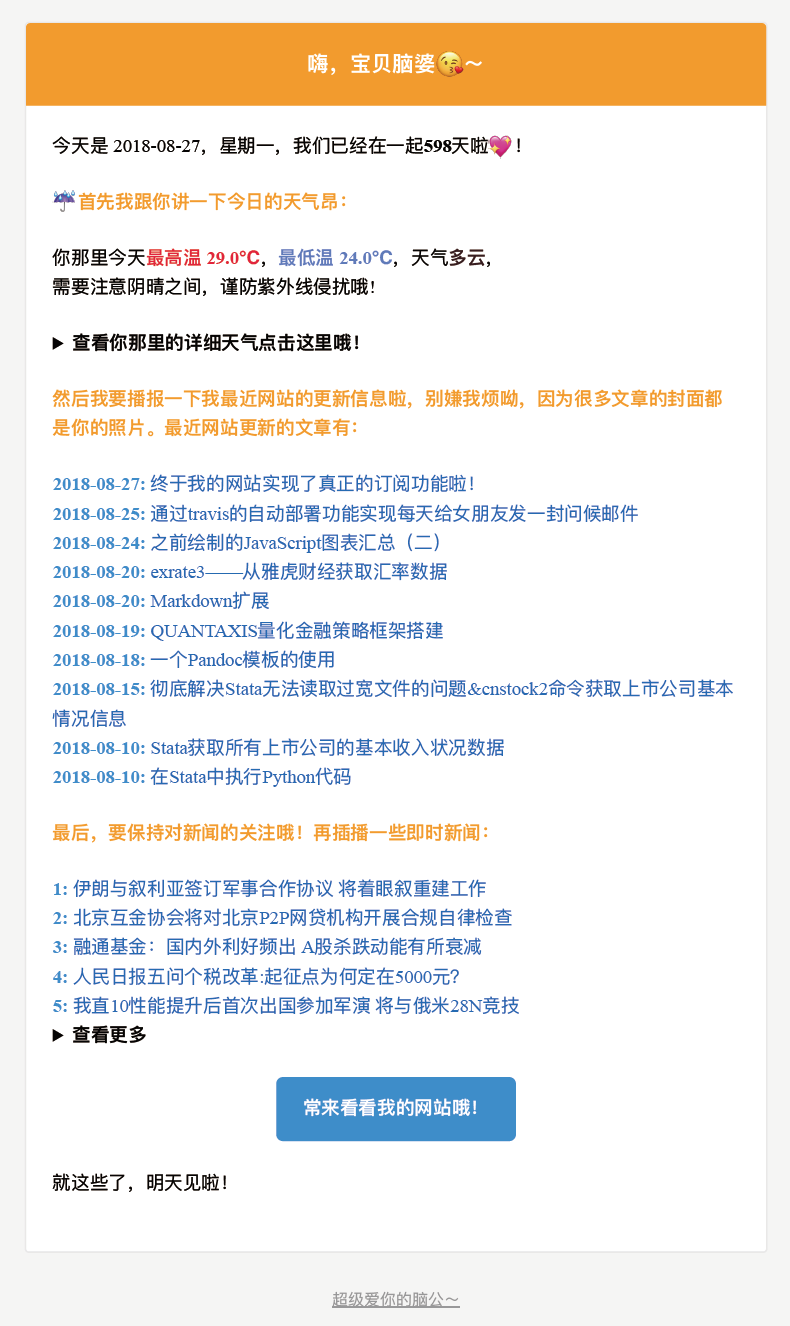 嗨，宝贝脑婆😘～
今天是 2018-08-27，星期一，我们已经在一起598天啦💖！
☔首先我跟你讲一下今日的天气昂：
你那里今天最高温 29.0℃，最低温 24.0℃，天气多云，
需要注意阴晴之间，谨防紫外线侵扰哦！
▶ 查看你那里的详细天气点击这里哦！
然后我要播报一下我最近网站的更新信息啦，别嫌我烦呦，因为很多文章的封面都
是你的照片。最近网站更新的文章有：
2018-08-27: 终于我的网站实现了真正的订阅功能啦！
2018-08-25: 通过travis的自动部署功能实现每天给女朋友发一封问候邮件
2018-08-24: 之前绘制的JavaScript图表汇总（二）
2018-08-20: exrate3——从雅虎财经获取汇率数据
2018-08-20: Markdown扩展
2018-08-19: QUANTAXIS量化金融策略框架搭建
2018-08-18: 一个Pandoc模板的使用
2018-08-15: 彻底解决Stata无法读取过宽文件的问题&cnstock2命令获取上市公司基本
情况信息
2018-08-10: Stata获取所有上市公司的基本收入状况数据
2018-08-10: 在Stata中执行Python代码
最后，要保持对新闻的关注哦！再插播一些即时新闻：
1: 伊朗与叙利亚签订军事合作协议 将着眼叙重建工作
2: 北京互金协会将对北京P2P网贷机构开展合规自律检查
3: 融通基金：国内外利好频出 A股杀跌动能有所衰减
4: 人民日报五问个税改革:起征点为何定在5000元？
5: 我直10性能提升后首次出国参加军演 将与俄米28N竞技
▶ 查看更多
常来看看我的网站哦！
就这些了，明天见啦！
超级爱你的脑公～